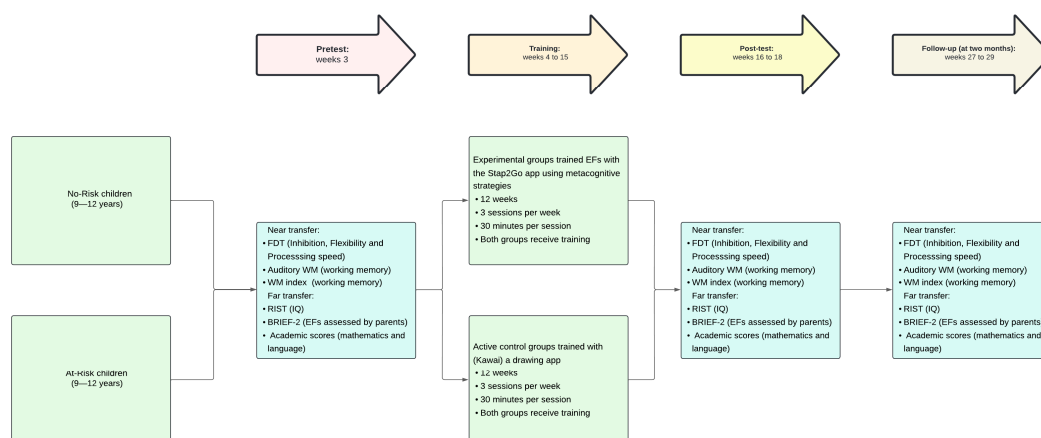 Pretest:
weeks 3
Training:
weeks 4 to 15
Post-test:
weeks 16 to 18
Follow-up (at two months):
weeks 27 to 29
No-Risk children
(9—12 years)
At-Risk children
(9—12 years)
Near transfer:
• FDT (Inhibition, Flexibility and
Processsing speed)
• Auditory WM (working memory)
• WM index (working memory)
Far transfer:
• RIST (IQ)
• BRIEF-2 (EFs assessed by parents)
• Academic scores (mathematics and
language)
Experimental groups trained EFs with
the Stap2Go app using metacognitive
strategies
• 12 weeks
• 3 sessions per week
• 30 minutes per session
• Both groups receive training
Active control groups trained with
(Kawai) a drawing app
• 12 weeks
• 3 sessions per week
• 30 minutes per session
• Both groups receive training
Near transfer:
• FDT (Inhibition, Flexibility and
Processsing speed)
• Auditory WM (working memory)
• WM index (working memory)
Far transfer:
• RIST (IQ)
• BRIEF-2 (EFs assessed by parents)
• Academic scores (mathematics and
language)
Near transfer:
• FDT (Inhibition, Flexibility and
Processsing speed)
• Auditory WM (working memory)
• WM index (working memory)
Far transfer:
• RIST (IQ)
• BRIEF-2 (EFs assessed by parents
• Academic scores (mathematics and
language)